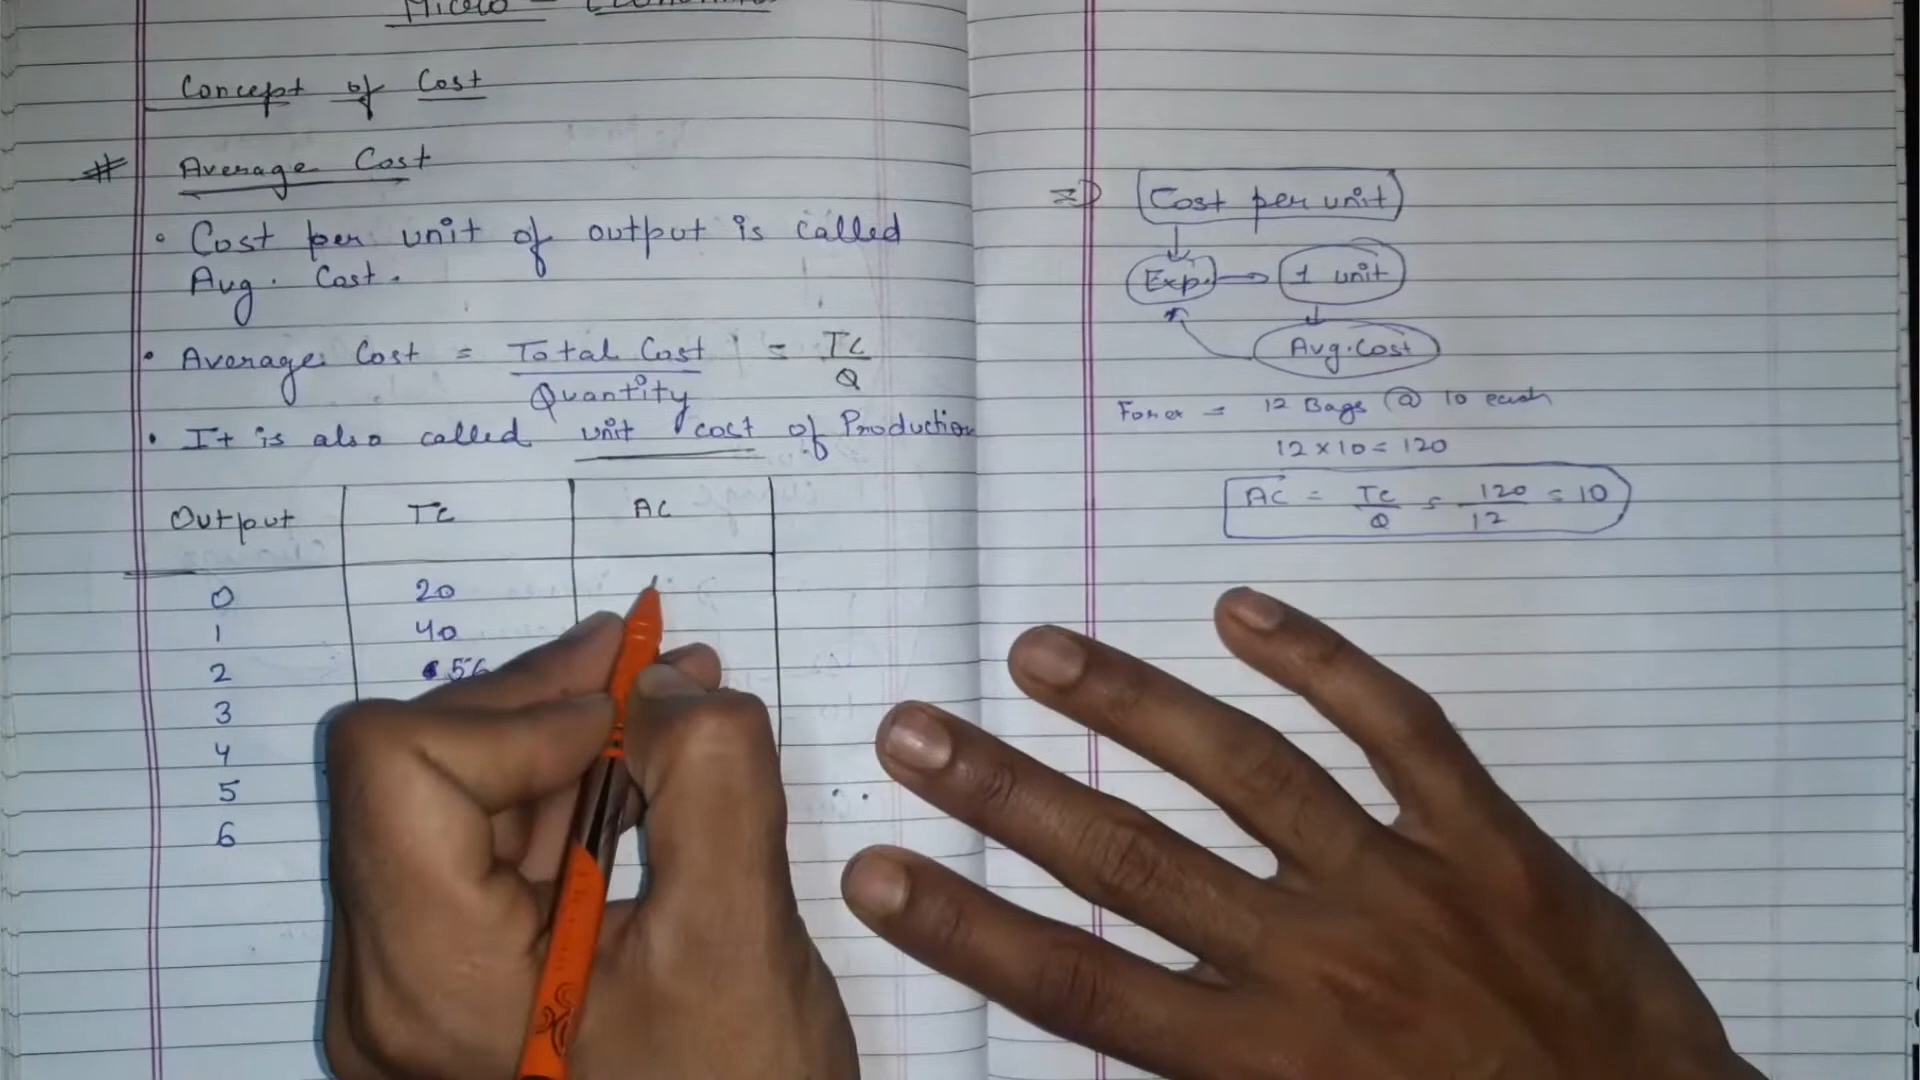 Micro - Economics
Concept of Cost
# Average Cost
• Cost per unit of output is called
Avg. Cost.
• Average Cost = Total Cost / Quantity = TC / Q
• It is also called unit cost of Production
Output TC AC
0 20
1 40
2 56
3
4
5
6
=> Cost per unit
Exp. → 1 unit
Avg. Cost
For ex = 12 Bags @ 10 each
12 × 10 = 120
AC = TC / Q = 120 / 12 = 10